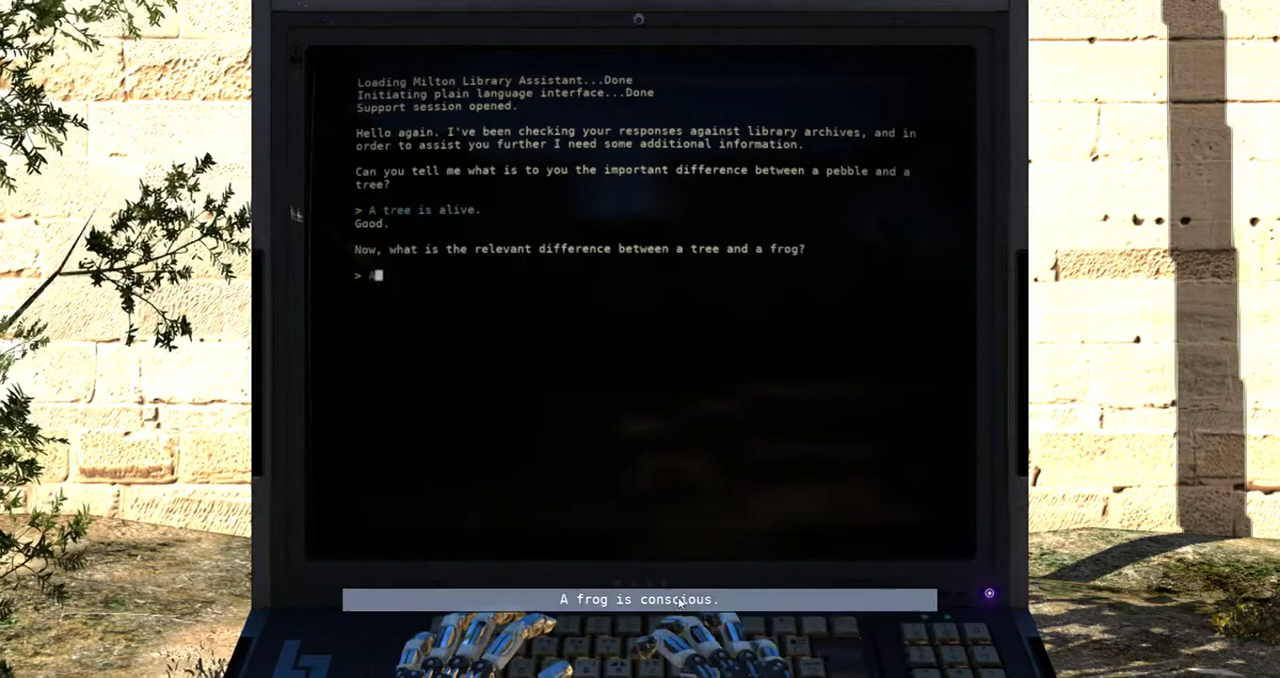 Loading Milton Library Assistant...Done
Initiating plain language interface...Done
Support session opened.
Hello again. I've been checking your responses against library archives, and in
order to assist you further I need some additional information.
Can you tell me what is to you the important difference between a pebble and a
tree?
> A tree is alive.
Good.
Now, what is the relevant difference between a tree and a frog?
> A
A frog is conscious.